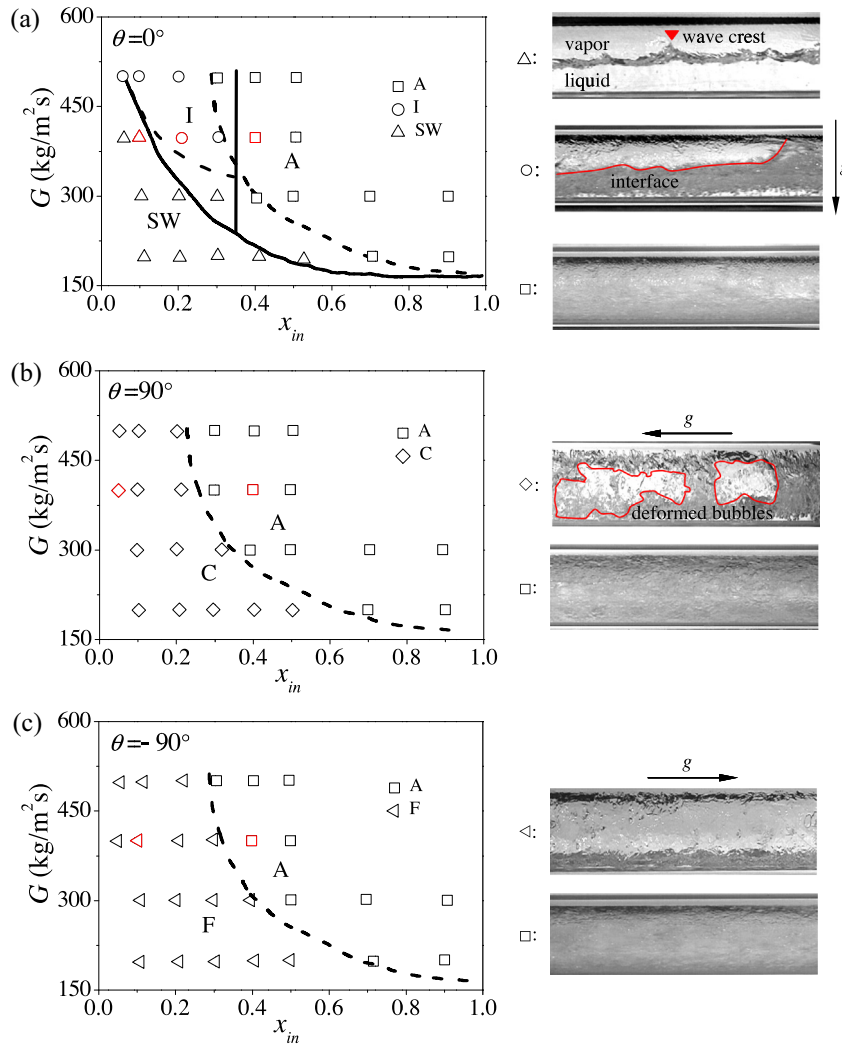 (a)
600
450
300
150
G (kg/m²s)
θ=0°
A
I
SW
I
A
SW
0.0 0.2 0.4 0.6 0.8 1.0
x_in
vapor
wave crest
liquid
interface
(b)
600
450
300
150
G (kg/m²s)
θ=90°
A
C
A
C
0.0 0.2 0.4 0.6 0.8 1.0
x_in
g
deformed bubbles
(c)
600
450
300
150
G (kg/m²s)
θ=-90°
A
F
A
F
0.0 0.2 0.4 0.6 0.8 1.0
x_in
g